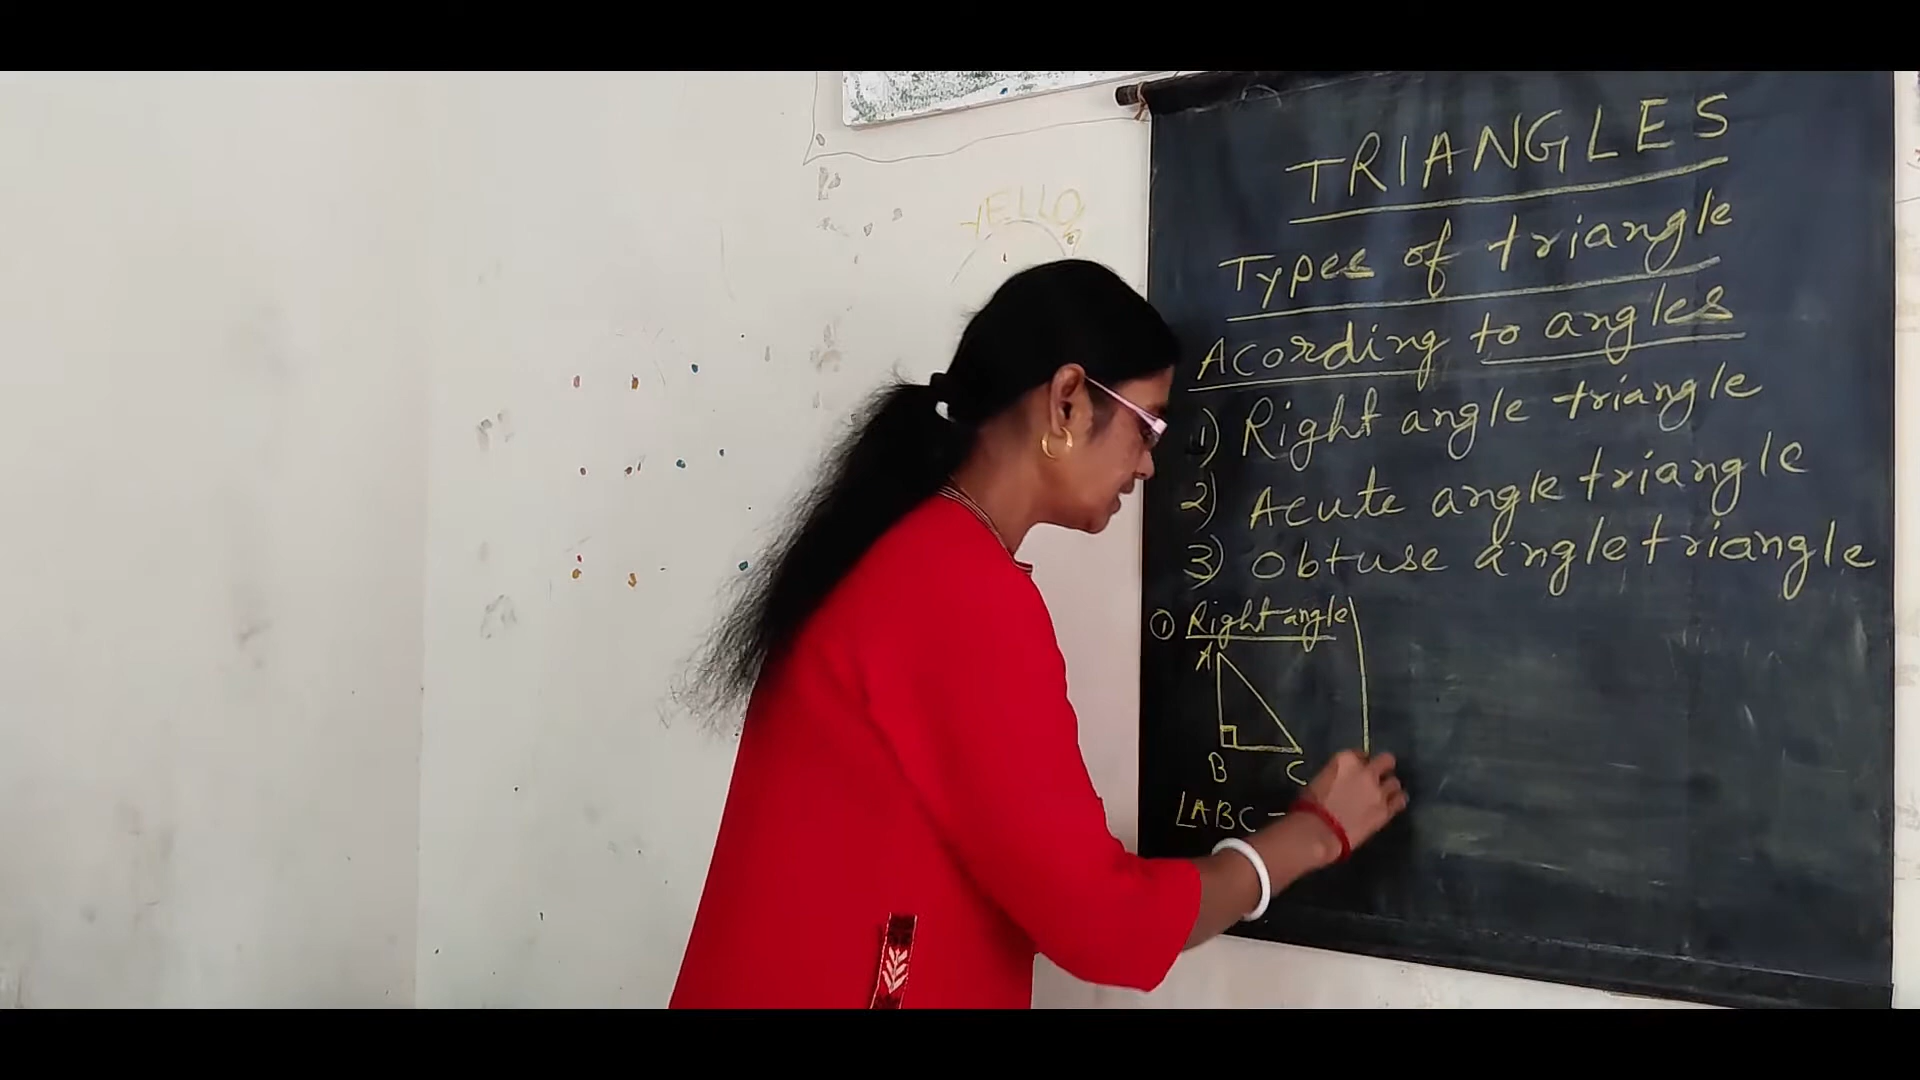 ELLO
TRIANGLES
Types of triangle
Acording to angles
1) Right angle triangle
2) Acute angle triangle
3) Obtuse angle triangle
① Right angle
A
B C
∠ABC =